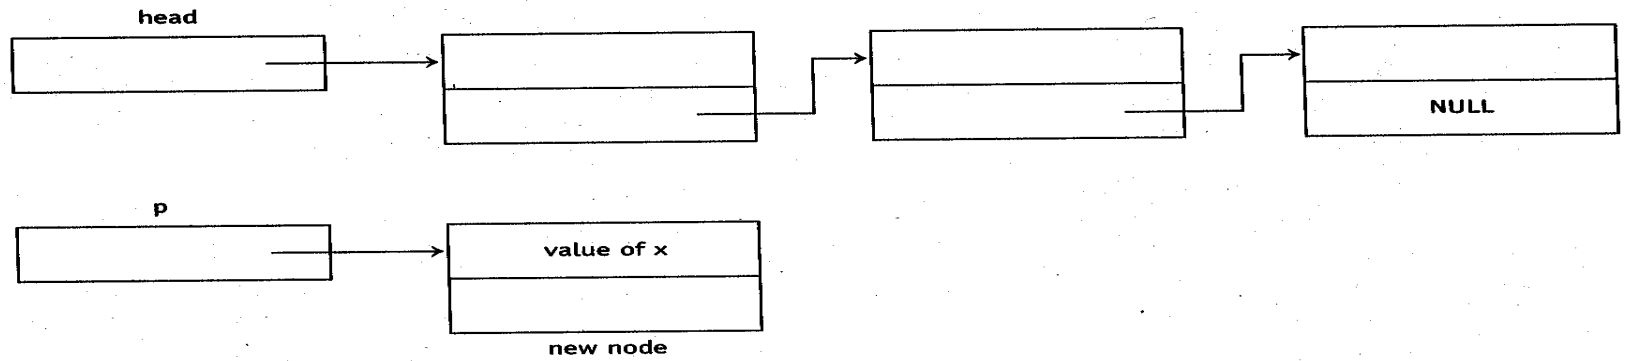 head
NULL
p
value of x
new node